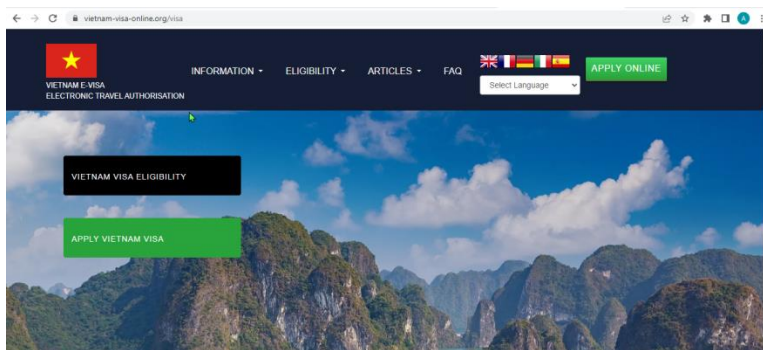 vietnam-visa-online.org/visa
A
INFORMATION
ELIGIBILITY
ARTICLES
FAQ
Select Language
APPLY ONLINE
VIETNAM E-VISA
ELECTRONIC TRAVEL AUTHORISATION
VIETNAM VISA ELIGIBILITY
APPLY VIETNAM VISA